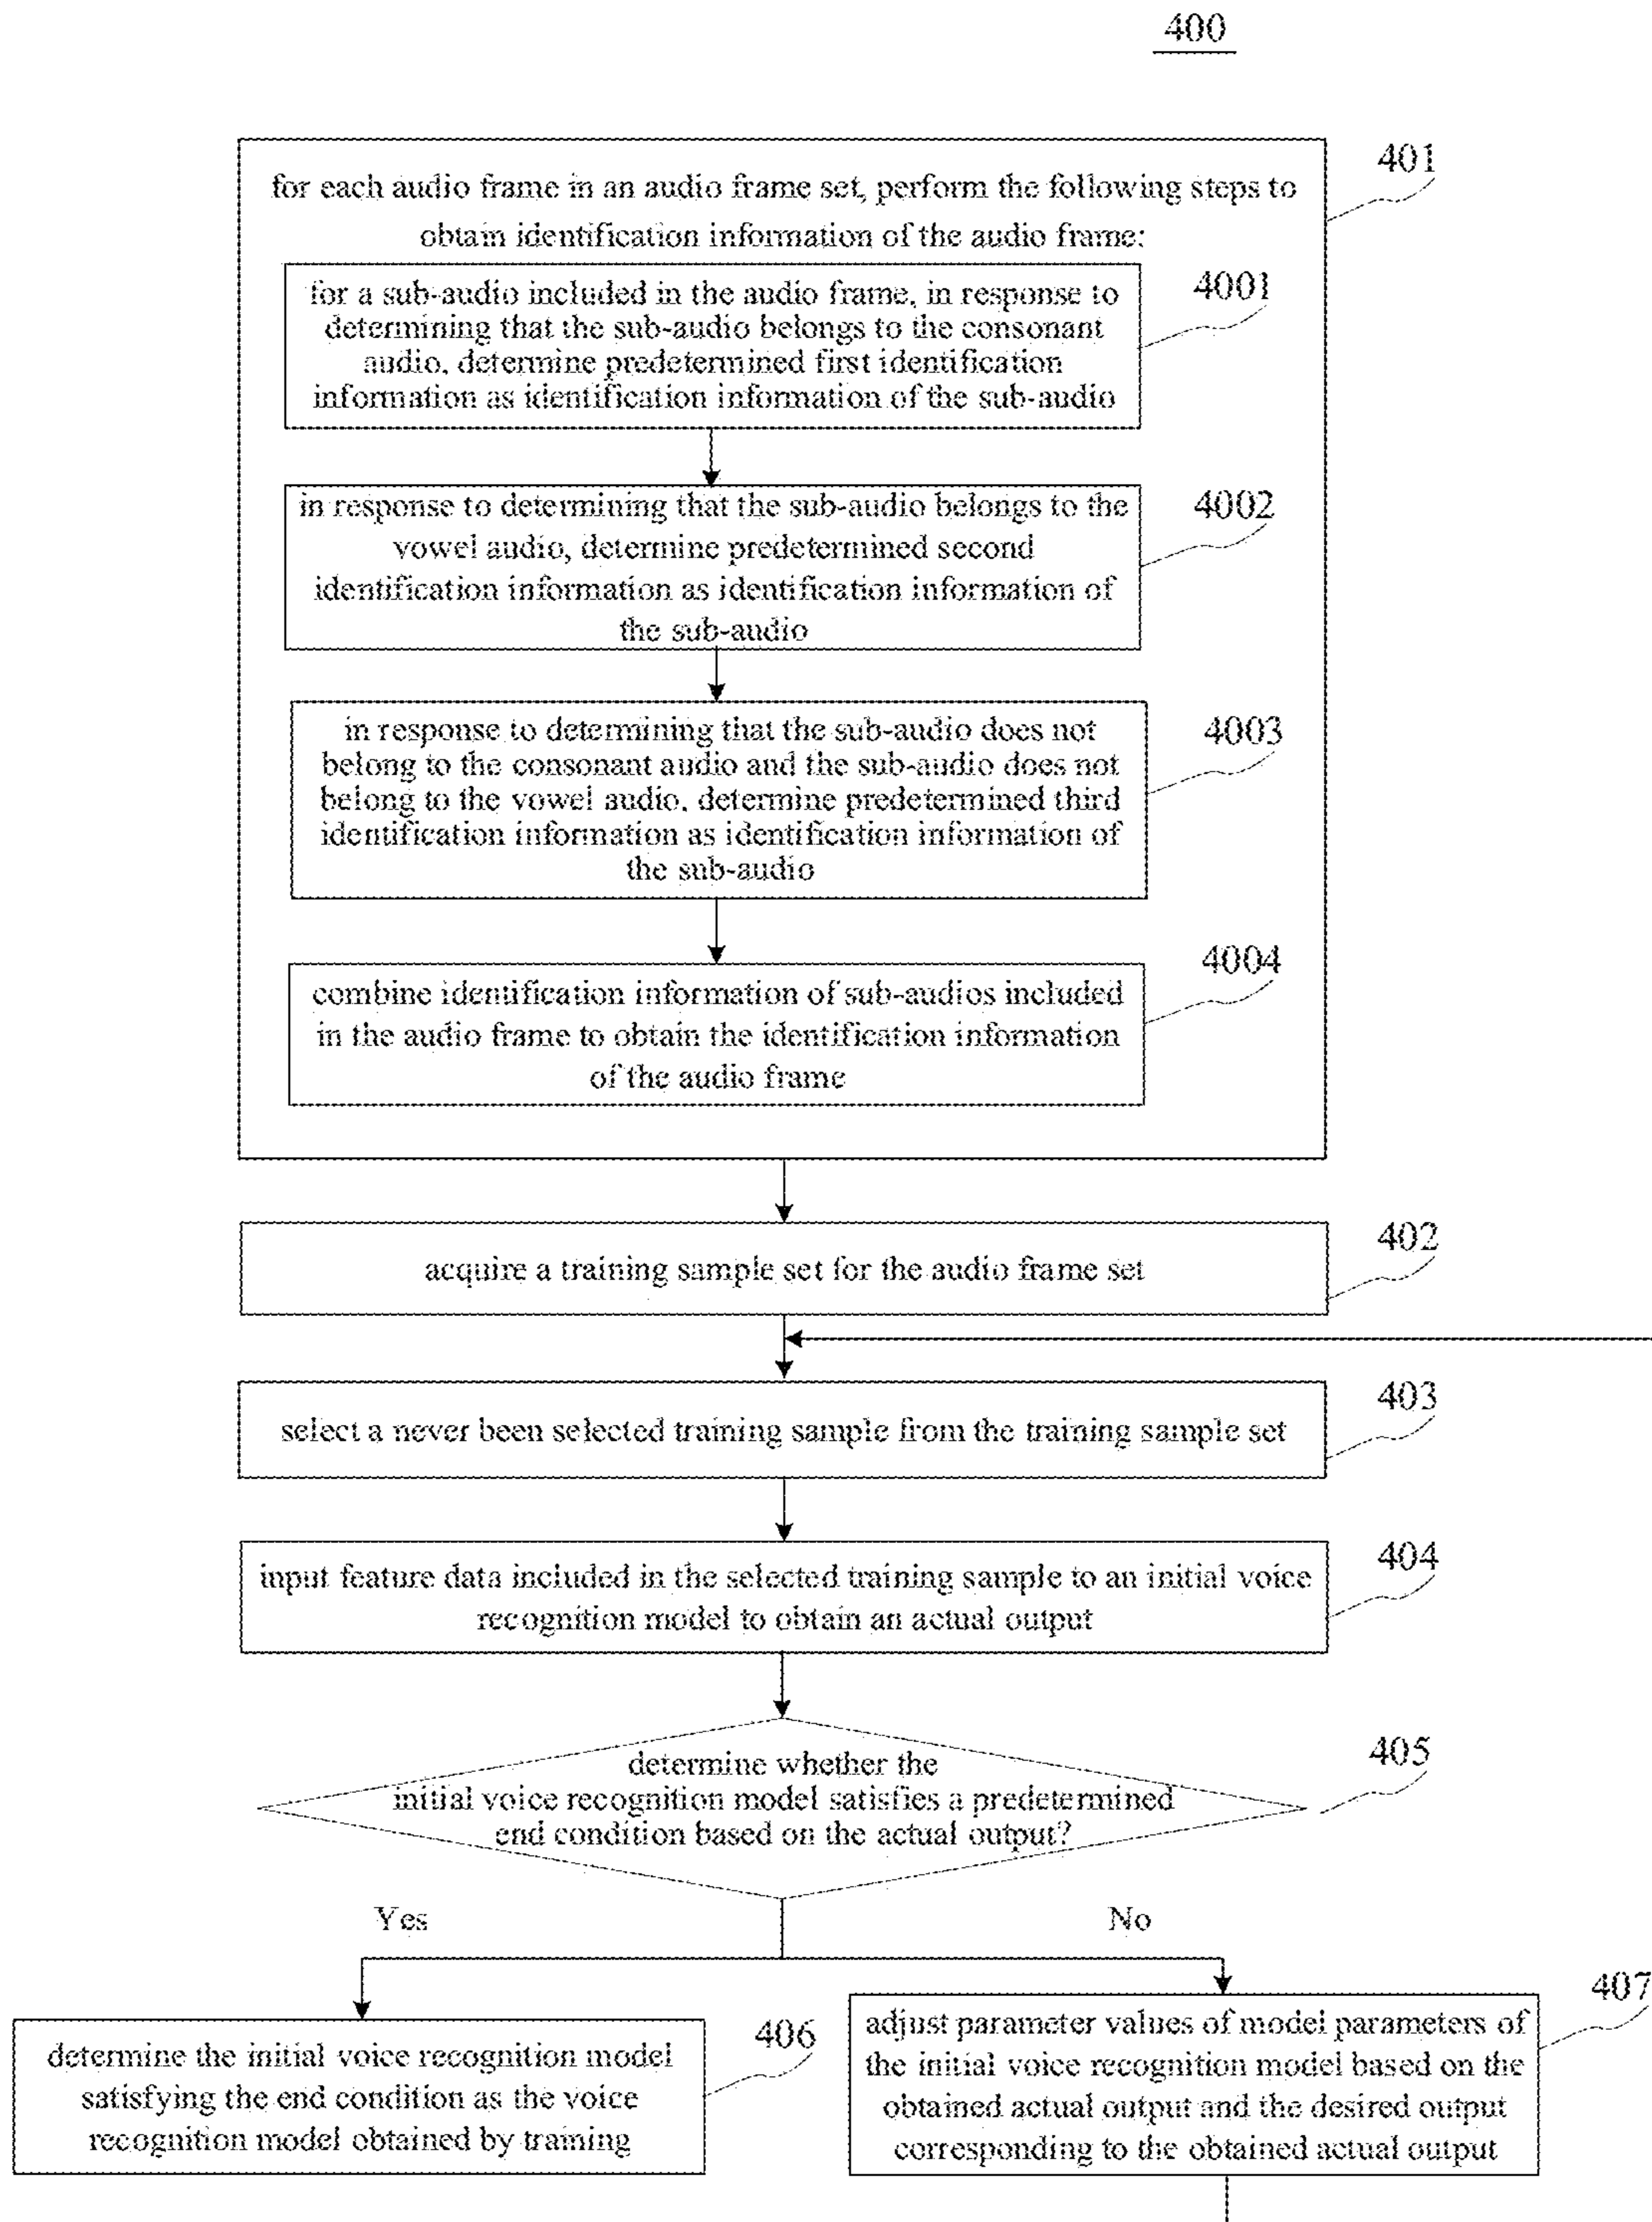 400
401
for each audio frame in an audio frame set, perform the following steps to
obtain identification information of the audio frame:
4001
for a sub-audio included in the audio frame, in response to
determining that the sub-audio belongs to the consonant
audio, determine predetermined first identification
information as identification information of the sub-audio
4002
in response to determining that the sub-audio belongs to the
vowel audio, determine predetermined second
identification information as identification information of
the sub-audio
4003
in response to determining that the sub-audio does not
belong to the consonant audio and the sub-audio does not
belong to the vowel audio, determine predetermined third
identification information as identification information of
the sub-audio
4004
combine identification information of sub-audios included
in the audio frame to obtain the identification information
of the audio frame
402
acquire a training sample set for the audio frame set
403
select a never been selected training sample from the training sample set
404
input feature data included in the selected training sample to an initial voice
recognition model to obtain an actual output
405
determine whether the
initial voice recognition model satisfies a predetermined
end condition based on the actual output?
Yes
No
406
determine the initial voice recognition model
satisfying the end condition as the voice
recognition model obtained by training
407
adjust parameter values of model parameters of
the initial voice recognition model based on the
obtained actual output and the desired output
corresponding to the obtained actual output